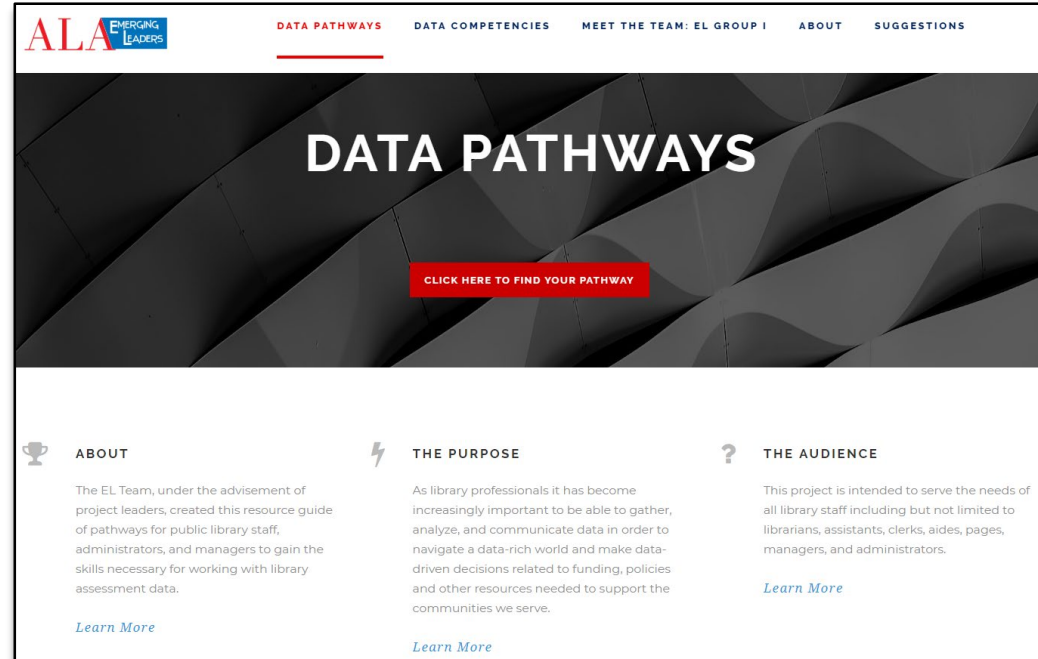 ALA EMERGING
LEADERS
DATA PATHWAYS
DATA COMPETENCIES
MEET THE TEAM: EL GROUP I
ABOUT
SUGGESTIONS
DATA PATHWAYS
CLICK HERE TO FIND YOUR PATHWAY
ABOUT
The EL Team, under the advisement of
project leaders, created this resource guide
of pathways for public library staff,
administrators, and managers to gain the
skills necessary for working with library
assessment data.
Learn More
THE PURPOSE
As library professionals it has become
increasingly important to be able to gather,
analyze, and communicate data in order to
navigate a data-rich world and make data-
driven decisions related to funding, policies
and other resources needed to support the
communities we serve.
Learn More
THE AUDIENCE
This project is intended to serve the needs of
all library staff including but not limited to
librarians, assistants, clerks, aides, pages,
managers, and administrators.
Learn More